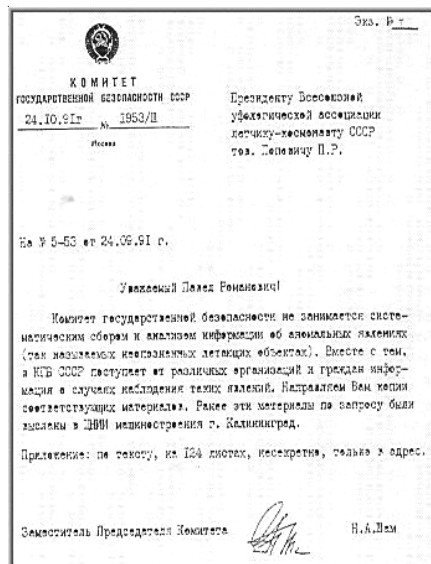 Экз. №
КОМИТЕТ
ГОСУДАРСТВЕННОЙ БЕЗОПАСНОСТИ СССР
24.10.91г № 1953/П
Москва
Президенту Всесоюзной
уфологической ассоциации
летчику-космонавту СССР
тов. Поповичу П.Р.
На № 5-53 от 24.09.91 г.
Уважаемый Павел Романович!
Комитет государственной безопасности не занимается систе-
матическим сбором и анализом информации об аномальных явлениях
(так называемых неопознанных летающих объектах). Вместе с тем,
в КГБ СССР поступает от различных организаций и граждан инфор-
мация о случаях наблюдения таких явлений. Направляем Вам копии
соответствующих материалов. Ранее эти материалы по запросу были
высланы в ЦНИИ машиностроения г. Калининград.
Приложение: по тексту, на 124 листах, несекретно, только в адрес.
Заместитель Председателя Комитета
Н.А.Шам